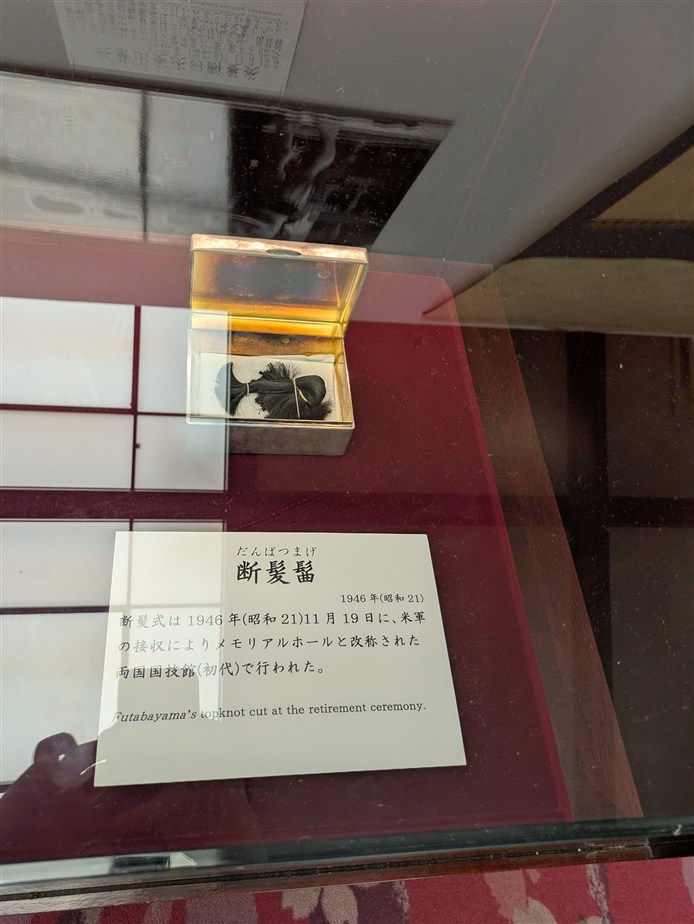 だんぱつまげ
断髪髷
1946年(昭和21)
断髪式は1946年(昭和21)11月19日に、米軍
の接収によりメモリアルホールと改称された
両国国技館(初代)で行われた。
Futabayama's topknot cut at the retirement ceremony.